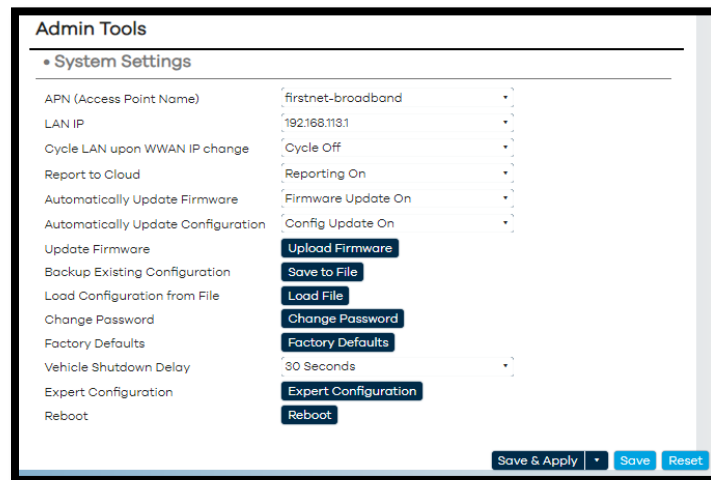 Admin Tools
• System Settings
APN (Access Point Name) firstnet-broadband
LAN IP 192.168.113.1
Cycle LAN upon WWAN IP change Cycle Off
Report to Cloud Reporting On
Automatically Update Firmware Firmware Update On
Automatically Update Configuration Config Update On
Update Firmware Upload Firmware
Backup Existing Configuration Save to File
Load Configuration from File Load File
Change Password Change Password
Factory Defaults Factory Defaults
Vehicle Shutdown Delay 30 Seconds
Expert Configuration Expert Configuration
Reboot Reboot
Save & Apply Save Reset